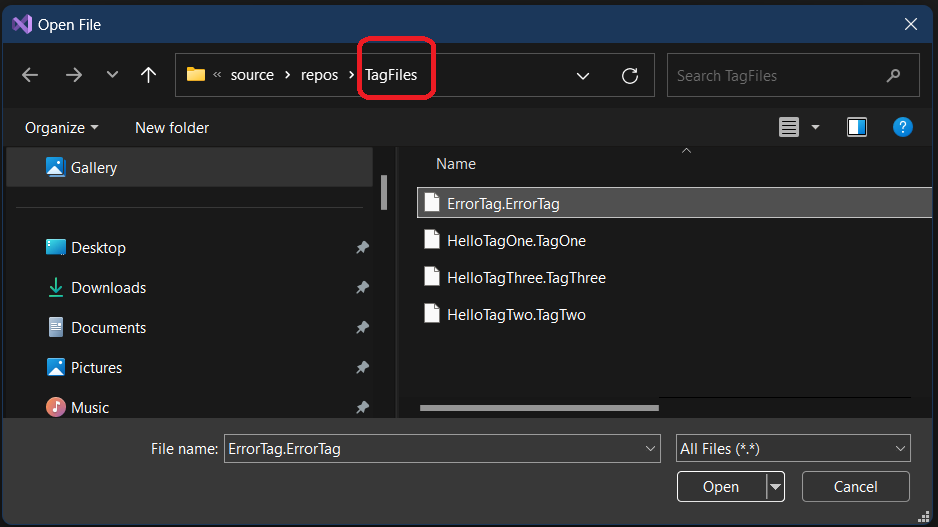 Open File
« source > repos > TagFiles
Search TagFiles
Organize
New folder
Gallery
Desktop
Downloads
Documents
Pictures
Music
Name
ErrorTag.ErrorTag
HelloTagOne.TagOne
HelloTagThree.TagThree
HelloTagTwo.TagTwo
File name: ErrorTag.ErrorTag
All Files (*.*)
Open
Cancel